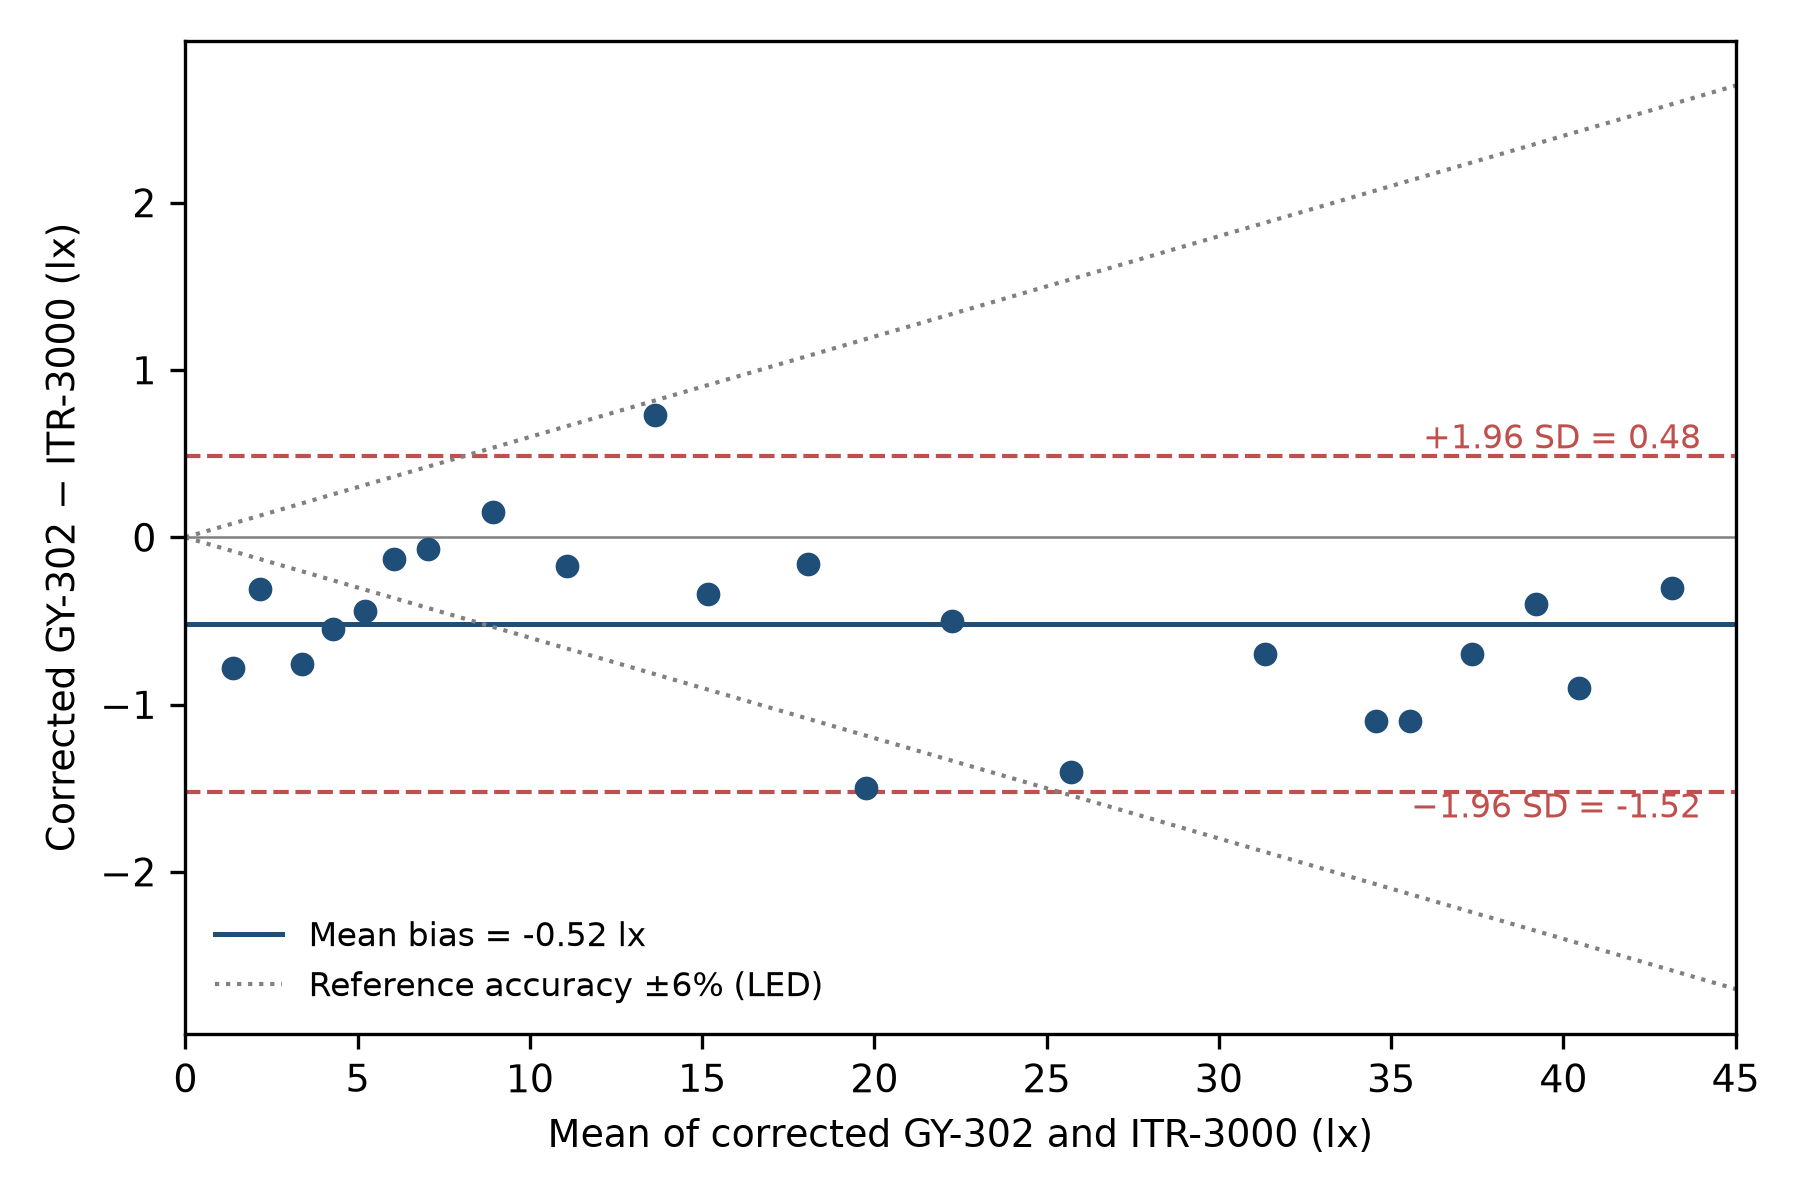 Corrected GY-302 − ITR-3000 (lx)
2
1
0
−1
−2
+1.96 SD = 0.48
−1.96 SD = -1.52
Mean bias = -0.52 lx
Reference accuracy ±6% (LED)
0 5 10 15 20 25 30 35 40 45
Mean of corrected GY-302 and ITR-3000 (lx)